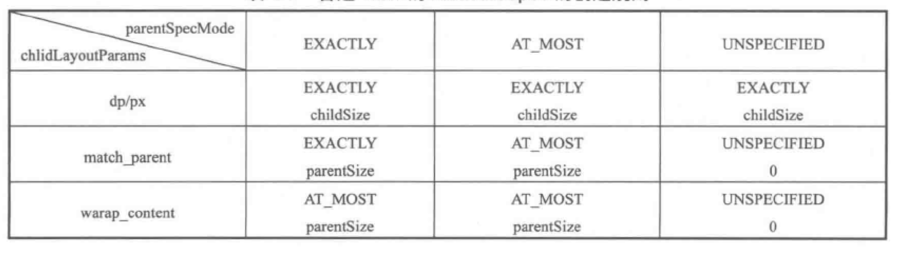 parentSpecMode
chlidLayoutParams
EXACTLY
AT_MOST
UNSPECIFIED
dp/px
EXACTLY
childSize
EXACTLY
childSize
EXACTLY
childSize
match_parent
EXACTLY
parentSize
AT_MOST
parentSize
UNSPECIFIED
0
warap_content
AT_MOST
parentSize
AT_MOST
parentSize
UNSPECIFIED
0